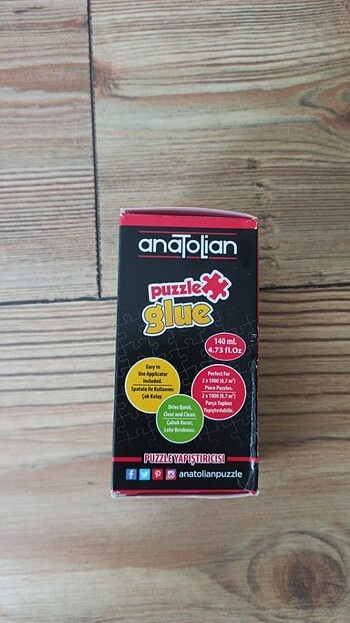 anaTolian
puzzle
glue
140 ml.
4.73 fl.Oz
Easy to
Use Applicator
Included.
Spatula ile Kullanımı
Çok Kolay.
Perfect For
2 x 1000 (0,7 m²)
Piece Puzzles.
2 x 1000 (0,7 m²)
Parça Yapboz
Yapıştırılabilir.
Dries Quick,
Clear and Clean.
Çabuk Kurur,
Leke Bırakmaz.
PUZZLE YAPIŞTIRICISI
anatolianpuzzle